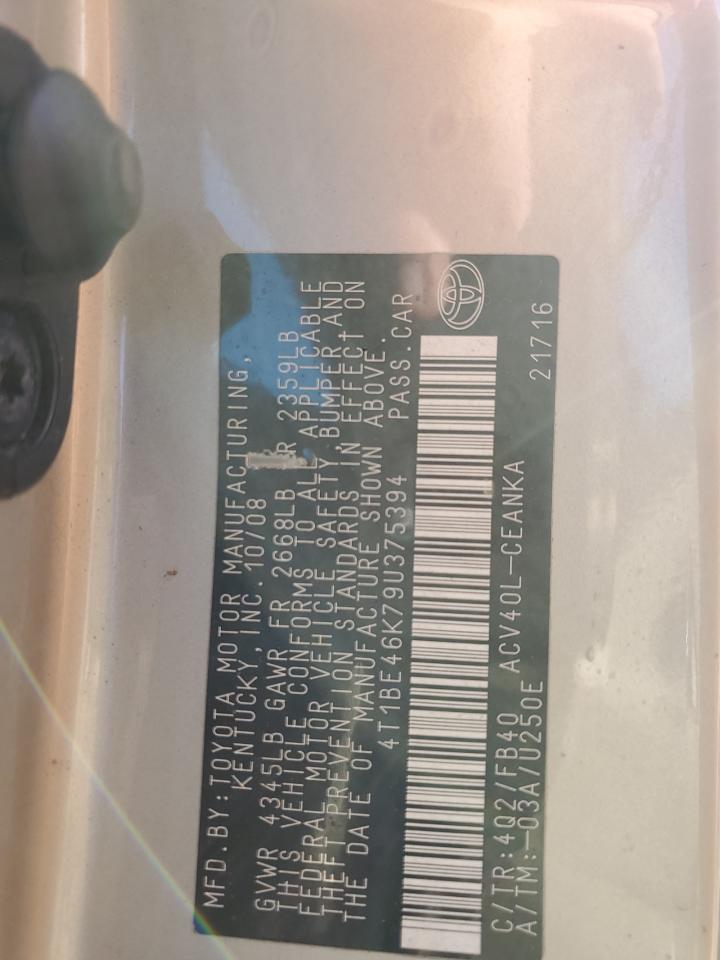 MFD.BY:TOYOTA MOTOR MANUFACTURING,
KENTUCKY,INC. 10/08
GVWR 4345LB GAWR FR 2668LB R 2359LB
THIS VEHICLE CONFORMS TO ALL APPLICABLE
FEDERAL MOTOR VEHICLE SAFETY,BUMPER AND
THEFT PREVENTION STANDARDS IN EFFECT ON
THE DATE OF MANUFACTURE SHOWN ABOVE.
4T1BE46K79U375394 PASS.CAR
C/TR:4Q2/FB40 ACV40L-CEANKA
A/TM:-03A/U250E 21716